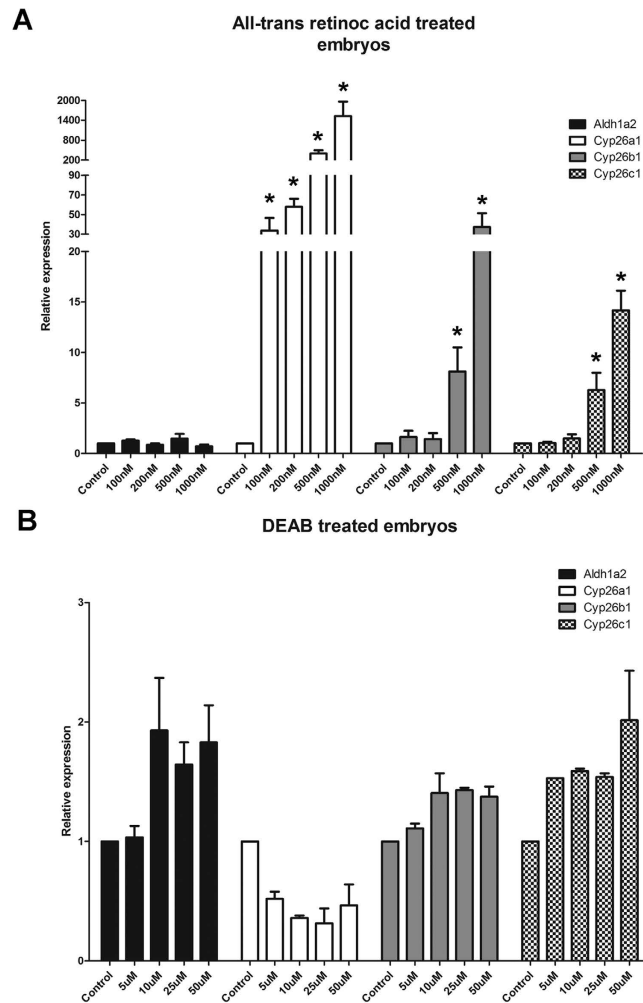 A
All-trans retinoic acid treated
embryos
Relative expression
2000
1400
800
200
90
70
50
30
20
15
10
5
0
* * * * * * * *
Aldh1a2
Cyp26a1
Cyp26b1
Cyp26c1
Control 100nM 200nM 500nM 1000nM Control 100nM 200nM 500nM 1000nM Control 100nM 200nM 500nM 1000nM Control 100nM 200nM 500nM 1000nM
B
DEAB treated embryos
Relative expression
3
2
1
0
Aldh1a2
Cyp26a1
Cyp26b1
Cyp26c1
Control 5uM 10uM 25uM 50uM Control 5uM 10uM 25uM 50uM Control 5uM 10uM 25uM 50uM Control 5uM 10uM 25uM 50uM